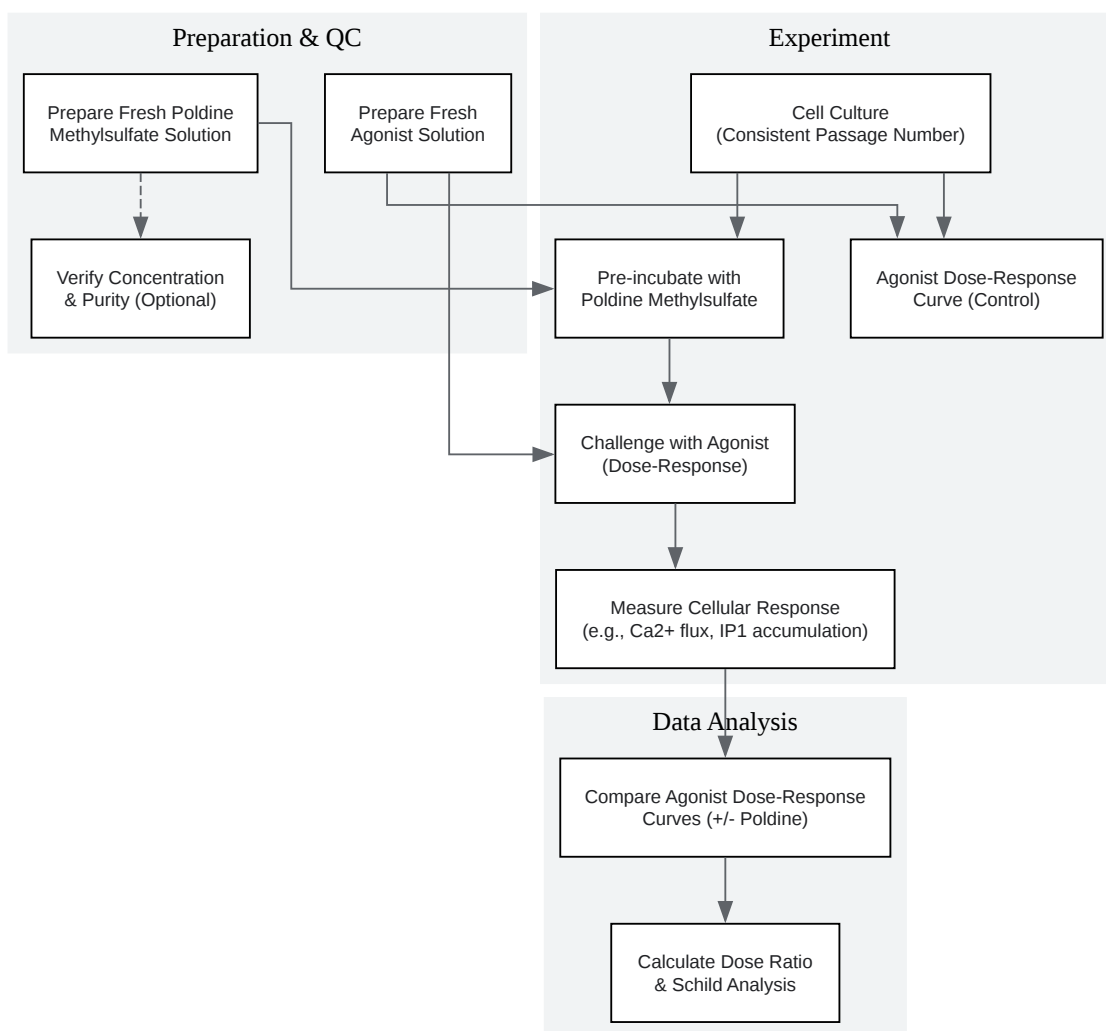 Preparation & QC
Prepare Fresh Poldine
Methylsulfate Solution
Prepare Fresh
Agonist Solution
Verify Concentration
& Purity (Optional)
Experiment
Cell Culture
(Consistent Passage Number)
Pre-incubate with
Poldine Methylsulfate
Agonist Dose-Response
Curve (Control)
Challenge with Agonist
(Dose-Response)
Measure Cellular Response
(e.g., Ca2+ flux, IP1 accumulation)
Data Analysis
Compare Agonist Dose-Response
Curves (+/- Poldine)
Calculate Dose Ratio
& Schild Analysis